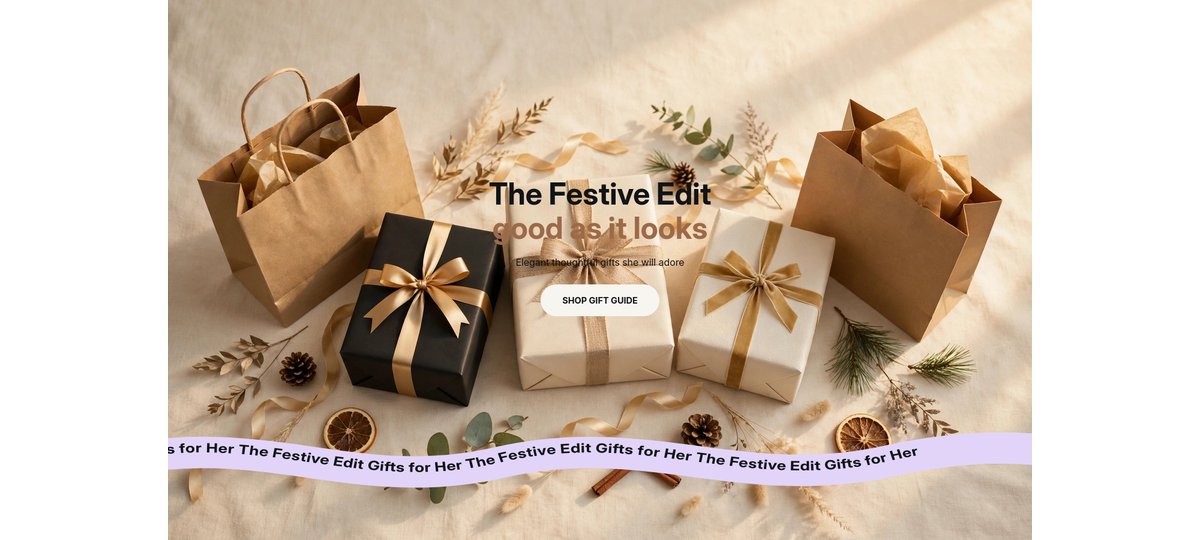 The Festive Edit
good as it looks
Elegant thoughtful gifts she will adore
SHOP GIFT GUIDE
for Her The Festive Edit Gifts for Her The Festive Edit Gifts for Her The Festive Edit Gifts for Her